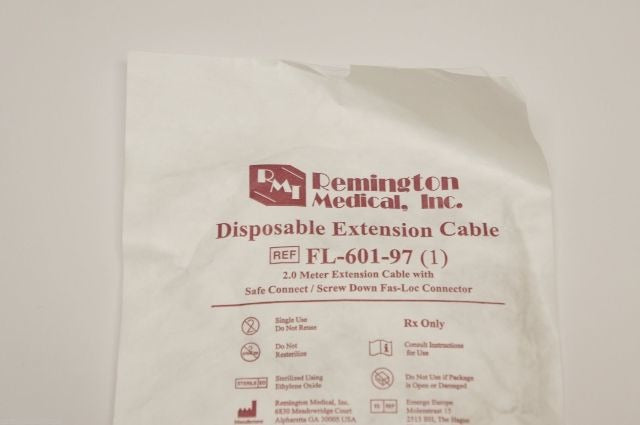 RMI Remington
Medical, Inc.
Disposable Extension Cable
REF FL-601-97 (1)
2.0 Meter Extension Cable with
Safe Connect / Screw Down Fas-Loc Connector
Single Use
Do Not Reuse
Rx Only
Do Not
Resterilize
Consult Instructions
for Use
STERILE EO
Sterilized Using
Ethylene Oxide
Do Not Use if Package
is Open or Damaged
Manufacturer
Remington Medical, Inc.
6830 Meadowridge Court
Alpharetta GA 30005 USA
EC REP
Emergo Europe
Molenstraat 15
2513 BH, The Hague